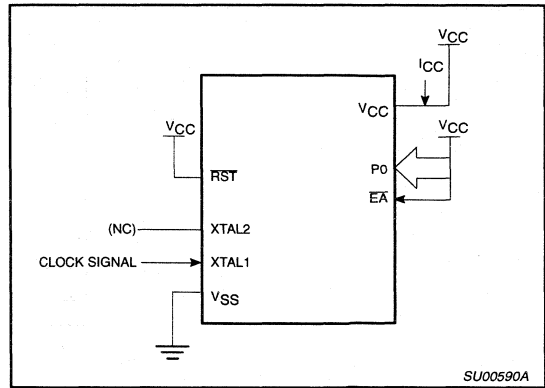 VCC
ICC
VCC
VCC
VCC
P0
RST
EA
(NC)
XTAL2
CLOCK SIGNAL
XTAL1
VSS
SU00590A